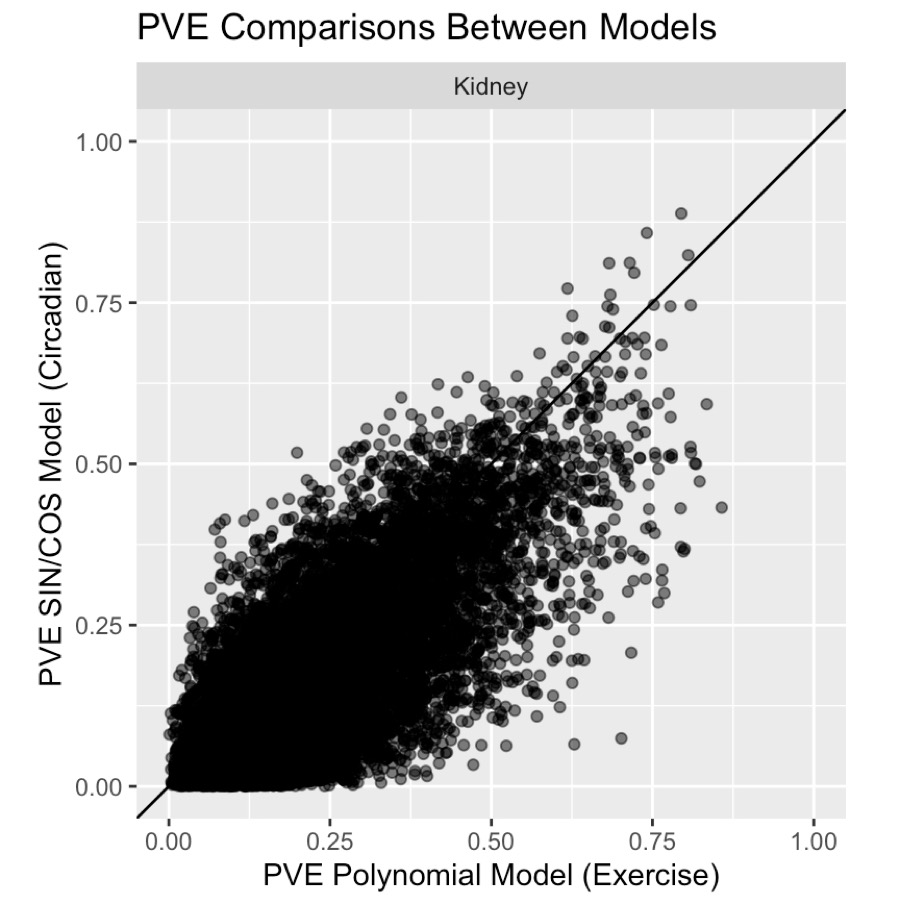 PVE Comparisons Between Models
Kidney
PVE SIN/COS Model (Circadian)
1.00
0.75
0.50
0.25
0.00
0.00 0.25 0.50 0.75 1.00
PVE Polynomial Model (Exercise)